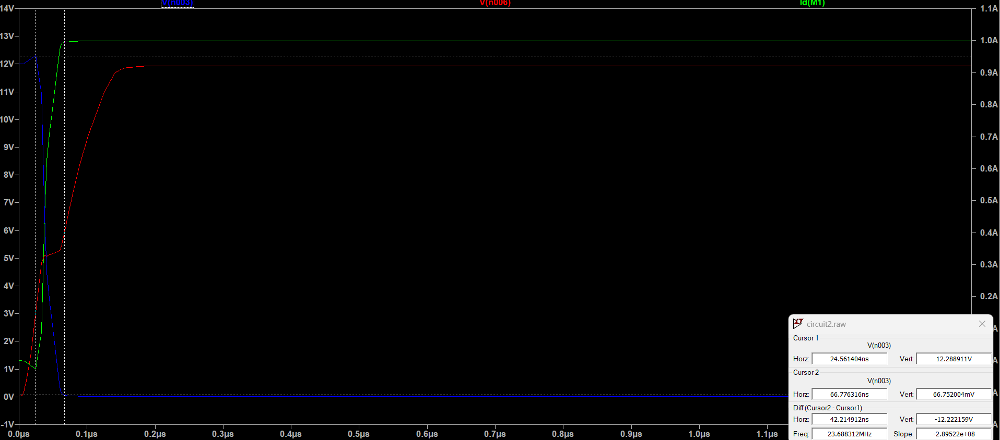 V(n003) V(n006) Id(M1)
14V 1.1A
13V 1.0A
12V 0.9A
11V 0.8A
10V 0.7A
9V 0.6A
8V 0.5A
7V 0.4A
6V 0.3A
5V 0.2A
4V
3V
2V
1V
0V
-1V
0.0µs 0.1µs 0.2µs 0.3µs 0.4µs 0.5µs 0.6µs 0.7µs 0.8µs 0.9µs 1.0µs 1.1µs
circuit2.raw
Cursor 1
V(n003)
Horz: 24.561404ns Vert: 12.288911V
Cursor 2
V(n003)
Horz: 66.776316ns Vert: 66.752004mV
Diff (Cursor2 - Cursor1)
Horz: 42.214912ns Vert: -12.222159V
Freq: 23.688312MHz Slope: -2.89522e+08